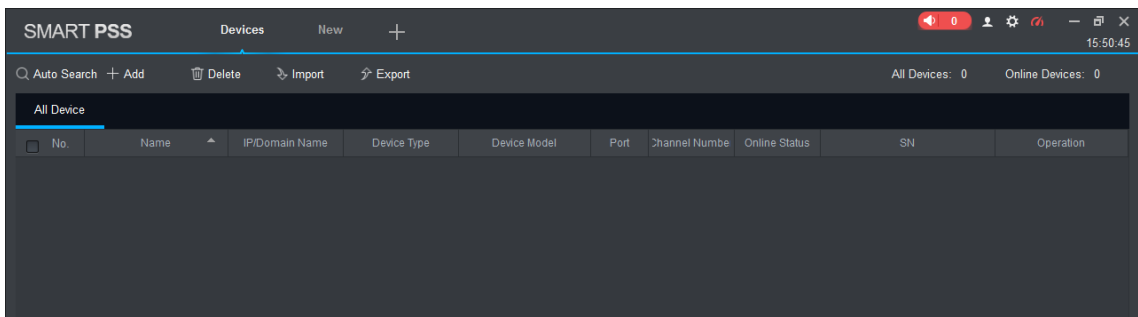 SMART PSS Devices New 0
15:50:45
Auto Search Add Delete Import Export All Devices: 0 Online Devices: 0
All Device
No. Name IP/Domain Name Device Type Device Model Port Channel Numbe Online Status SN Operation